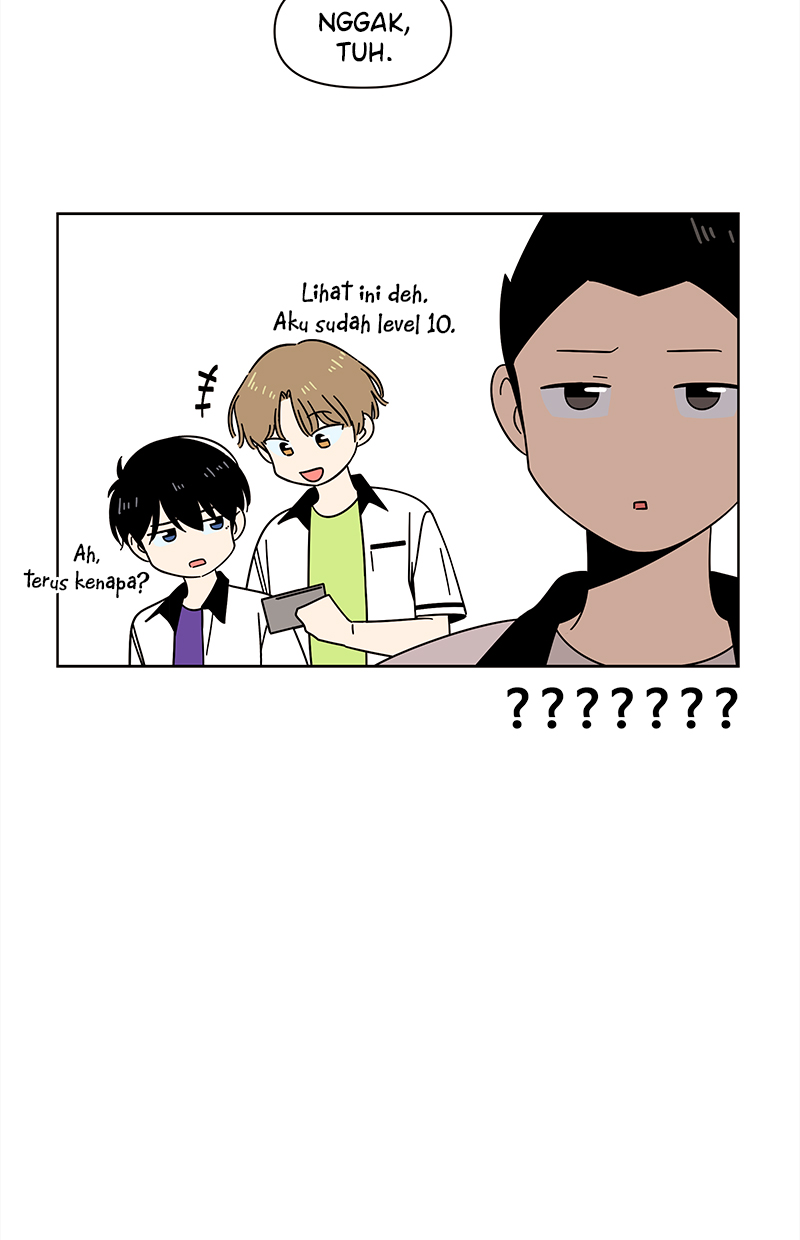 NGGAK,
TUH.
Lihat ini deh.
Aku sudah level 10.
Ah,
terus kenapa?
???????